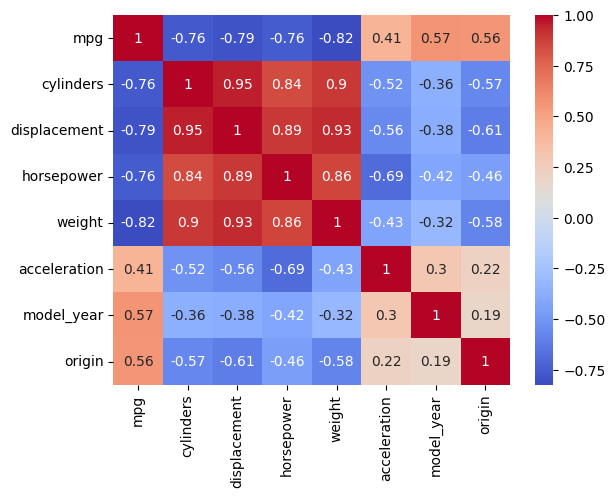 mpg 1 -0.76 -0.79 -0.76 -0.82 0.41 0.57 0.56
cylinders -0.76 1 0.95 0.84 0.9 -0.52 -0.36 -0.57
displacement -0.79 0.95 1 0.89 0.93 -0.56 -0.38 -0.61
horsepower -0.76 0.84 0.89 1 0.86 -0.69 -0.42 -0.46
weight -0.82 0.9 0.93 0.86 1 -0.43 -0.32 -0.58
acceleration 0.41 -0.52 -0.56 -0.69 -0.43 1 0.3 0.22
model_year 0.57 -0.36 -0.38 -0.42 -0.32 0.3 1 0.19
origin 0.56 -0.57 -0.61 -0.46 -0.58 0.22 0.19 1
mpg
cylinders
displacement
horsepower
weight
acceleration
model_year
origin
1.00
0.75
0.50
0.25
0.00
−0.25
−0.50
−0.75